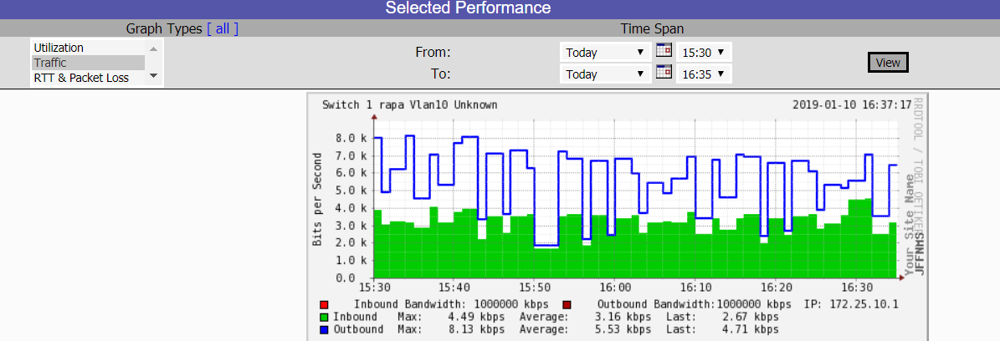 Selected Performance
Graph Types [ all ] Time Span
Utilization
Traffic
RTT & Packet Loss
From: Today 15:30
To: Today 16:35
View
Switch 1 rapa Vlan10 Unknown 2019-01-10 16:37:17
RRDTOOL / TOBI OETIKER
Your Site Name
JFFNMS
Bits per Second
8.0 k
7.0 k
6.0 k
5.0 k
4.0 k
3.0 k
2.0 k
1.0 k
0.0
15:30 15:40 15:50 16:00 16:10 16:20 16:30
Inbound Bandwidth: 1000000 kbps Outbound Bandwidth:1000000 kbps IP: 172.25.10.1
Inbound Max: 4.49 kbps Average: 3.16 kbps Last: 2.67 kbps
Outbound Max: 8.13 kbps Average: 5.53 kbps Last: 4.71 kbps